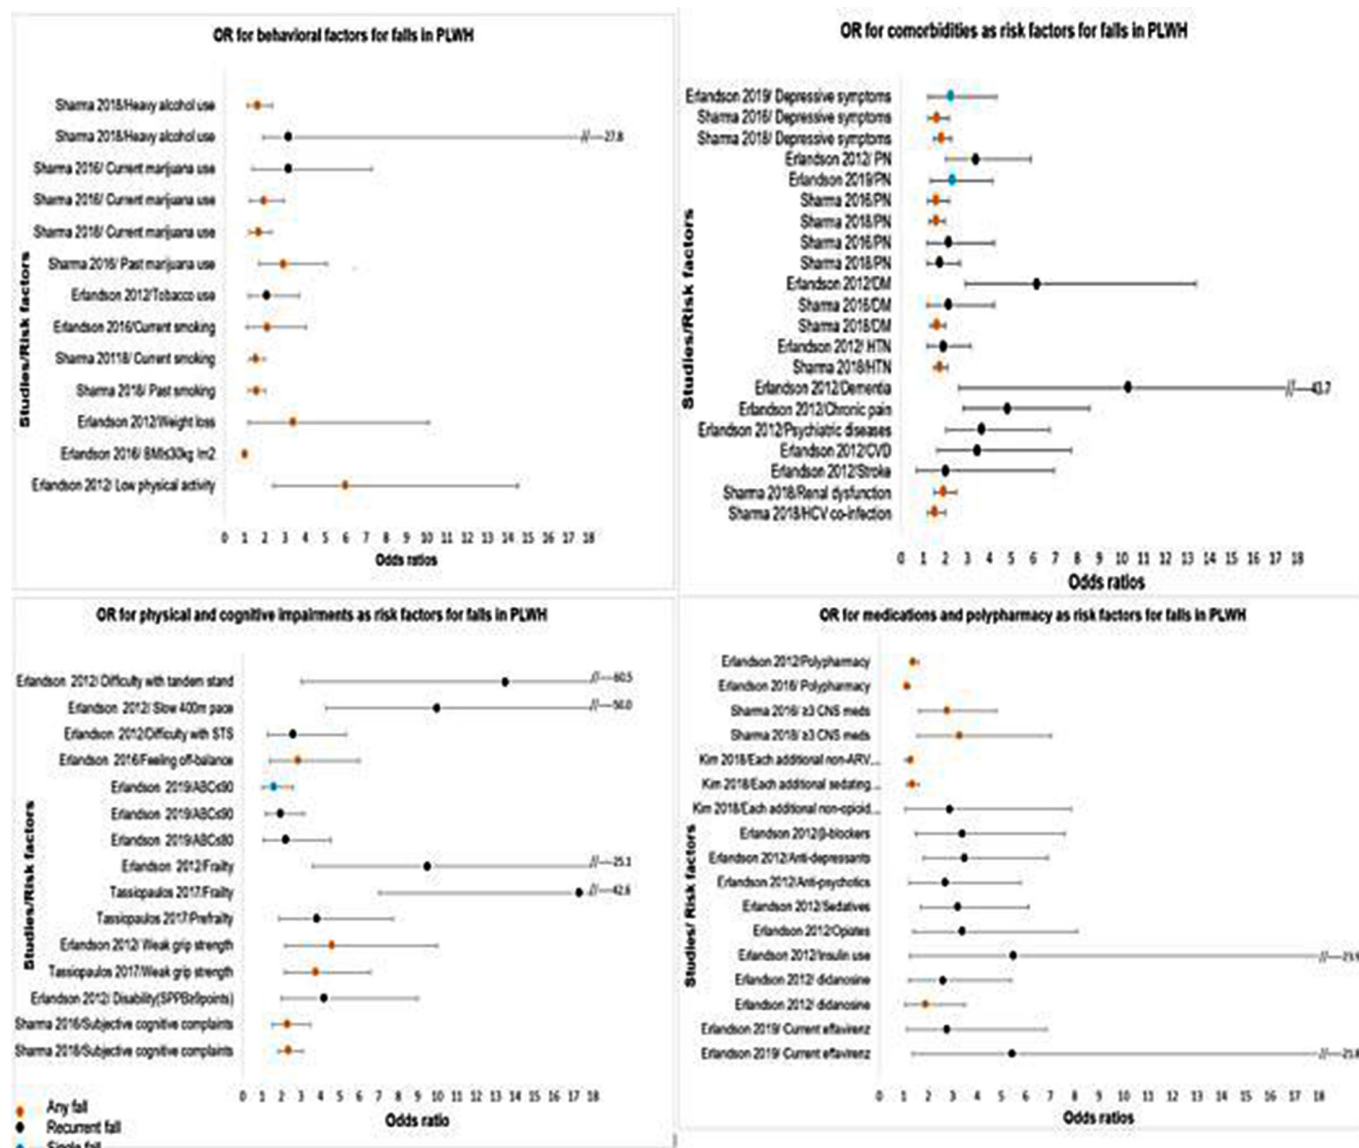 OR for behavioral factors for falls in PLWH
Sharma 2018/Heavy alcohol use
Sharma 2018/Heavy alcohol use
27.8
Sharma 2016/ Current marijuana use
Sharma 2016/ Current marijuana use
Sharma 2018/ Current marijuana use
Sharma 2016/ Past marijuana use
Erlandson 2012/Tobacco use
Erlandson 2016/Current smoking
Sharma 20118/ Current smoking
Sharma 2018/ Past smoking
Erlandson 2012/Weight loss
Erlandson 2016/ BMI≤30kg /m2
Erlandson 2012/ Low physical activity
Studies/Risk factors
0 1 2 3 4 5 6 7 8 9 10 11 12 13 14 15 16 17 18
Odds ratios
OR for comorbidities as risk factors for falls in PLWH
Erlandson 2019/ Depressive symptoms
Sharma 2016/ Depressive symptoms
Sharma 2018/ Depressive symptoms
Erlandson 2012/ PN
Erlandson 2019/PN
Sharma 2016/PN
Sharma 2018/PN
Sharma 2016/PN
Sharma 2018/PN
Erlandson 2012/DM
Sharma 2016/DM
Sharma 2018/DM
Erlandson 2012/ HTN
Sharma 2018/HTN
Erlandson 2012/Dementia
43.7
Erlandson 2012/Chronic pain
Erlandson 2012/Psychiatric diseases
Erlandson 2012/CVD
Erlandson 2012/Stroke
Sharma 2018/Renal dysfunction
Sharma 2018/HCV co-infection
Studies/Risk factors
0 1 2 3 4 5 6 7 8 9 10 11 12 13 14 15 16 17 18
Odds ratios
OR for physical and cognitive impairments as risk factors for falls in PLWH
Erlandson 2012/ Difficulty with tandem stand
60.5
Erlandson 2012/ Slow 400m pace
50.0
Erlandson 2012/Difficulty with STS
Erlandson 2016/Feeling off-balance
Erlandson 2019/ABC≤90
Erlandson 2019/ABC≤90
Erlandson 2019/ABC≤80
Erlandson 2012/Frailty
25.1
Tassiopaulos 2017/Frailty
42.6
Tassiopaulos 2017/Prefrailty
Erlandson 2012/ Weak grip strength
Tassiopaulos 2017/Weak grip strength
Erlandson 2012/ Disability(SPPB≥9points)
Sharma 2016/Subjective cognitive complaints
Sharma 2018/Subjective cognitive complaints
Studies/Risk factors
0 1 2 3 4 5 6 7 8 9 10 11 12 13 14 15 16 17 18
Odds ratio
Any fall
Recurrent fall
Single fall
OR for medications and polypharmacy as risk factors for falls in PLWH
Erlandson 2012/Polypharmacy
Erlandson 2016/ Polypharmacy
Sharma 2016/ ≥3 CNS meds
Sharma 2018/ ≥3 CNS meds
Kim 2018/Each additional non-ARV...
Kim 2018/Each additional sedating...
Kim 2018/Each additional non-opioid...
Erlandson 2012/β-blockers
Erlandson 2012/Anti-depressants
Erlandson 2012/Anti-psychotics
Erlandson 2012/Sedatives
Erlandson 2012/Opiates
Erlandson 2012/Insulin use
Erlandson 2012/ didanosine
Erlandson 2012/ didanosine
Erlandson 2019/ Current effavirenz
Erlandson 2019/ Current effavirenz
Studies/ Risk factors
0 1 2 3 4 5 6 7 8 9 10 11 12 13 14 15 16 17 18
Odds ratios